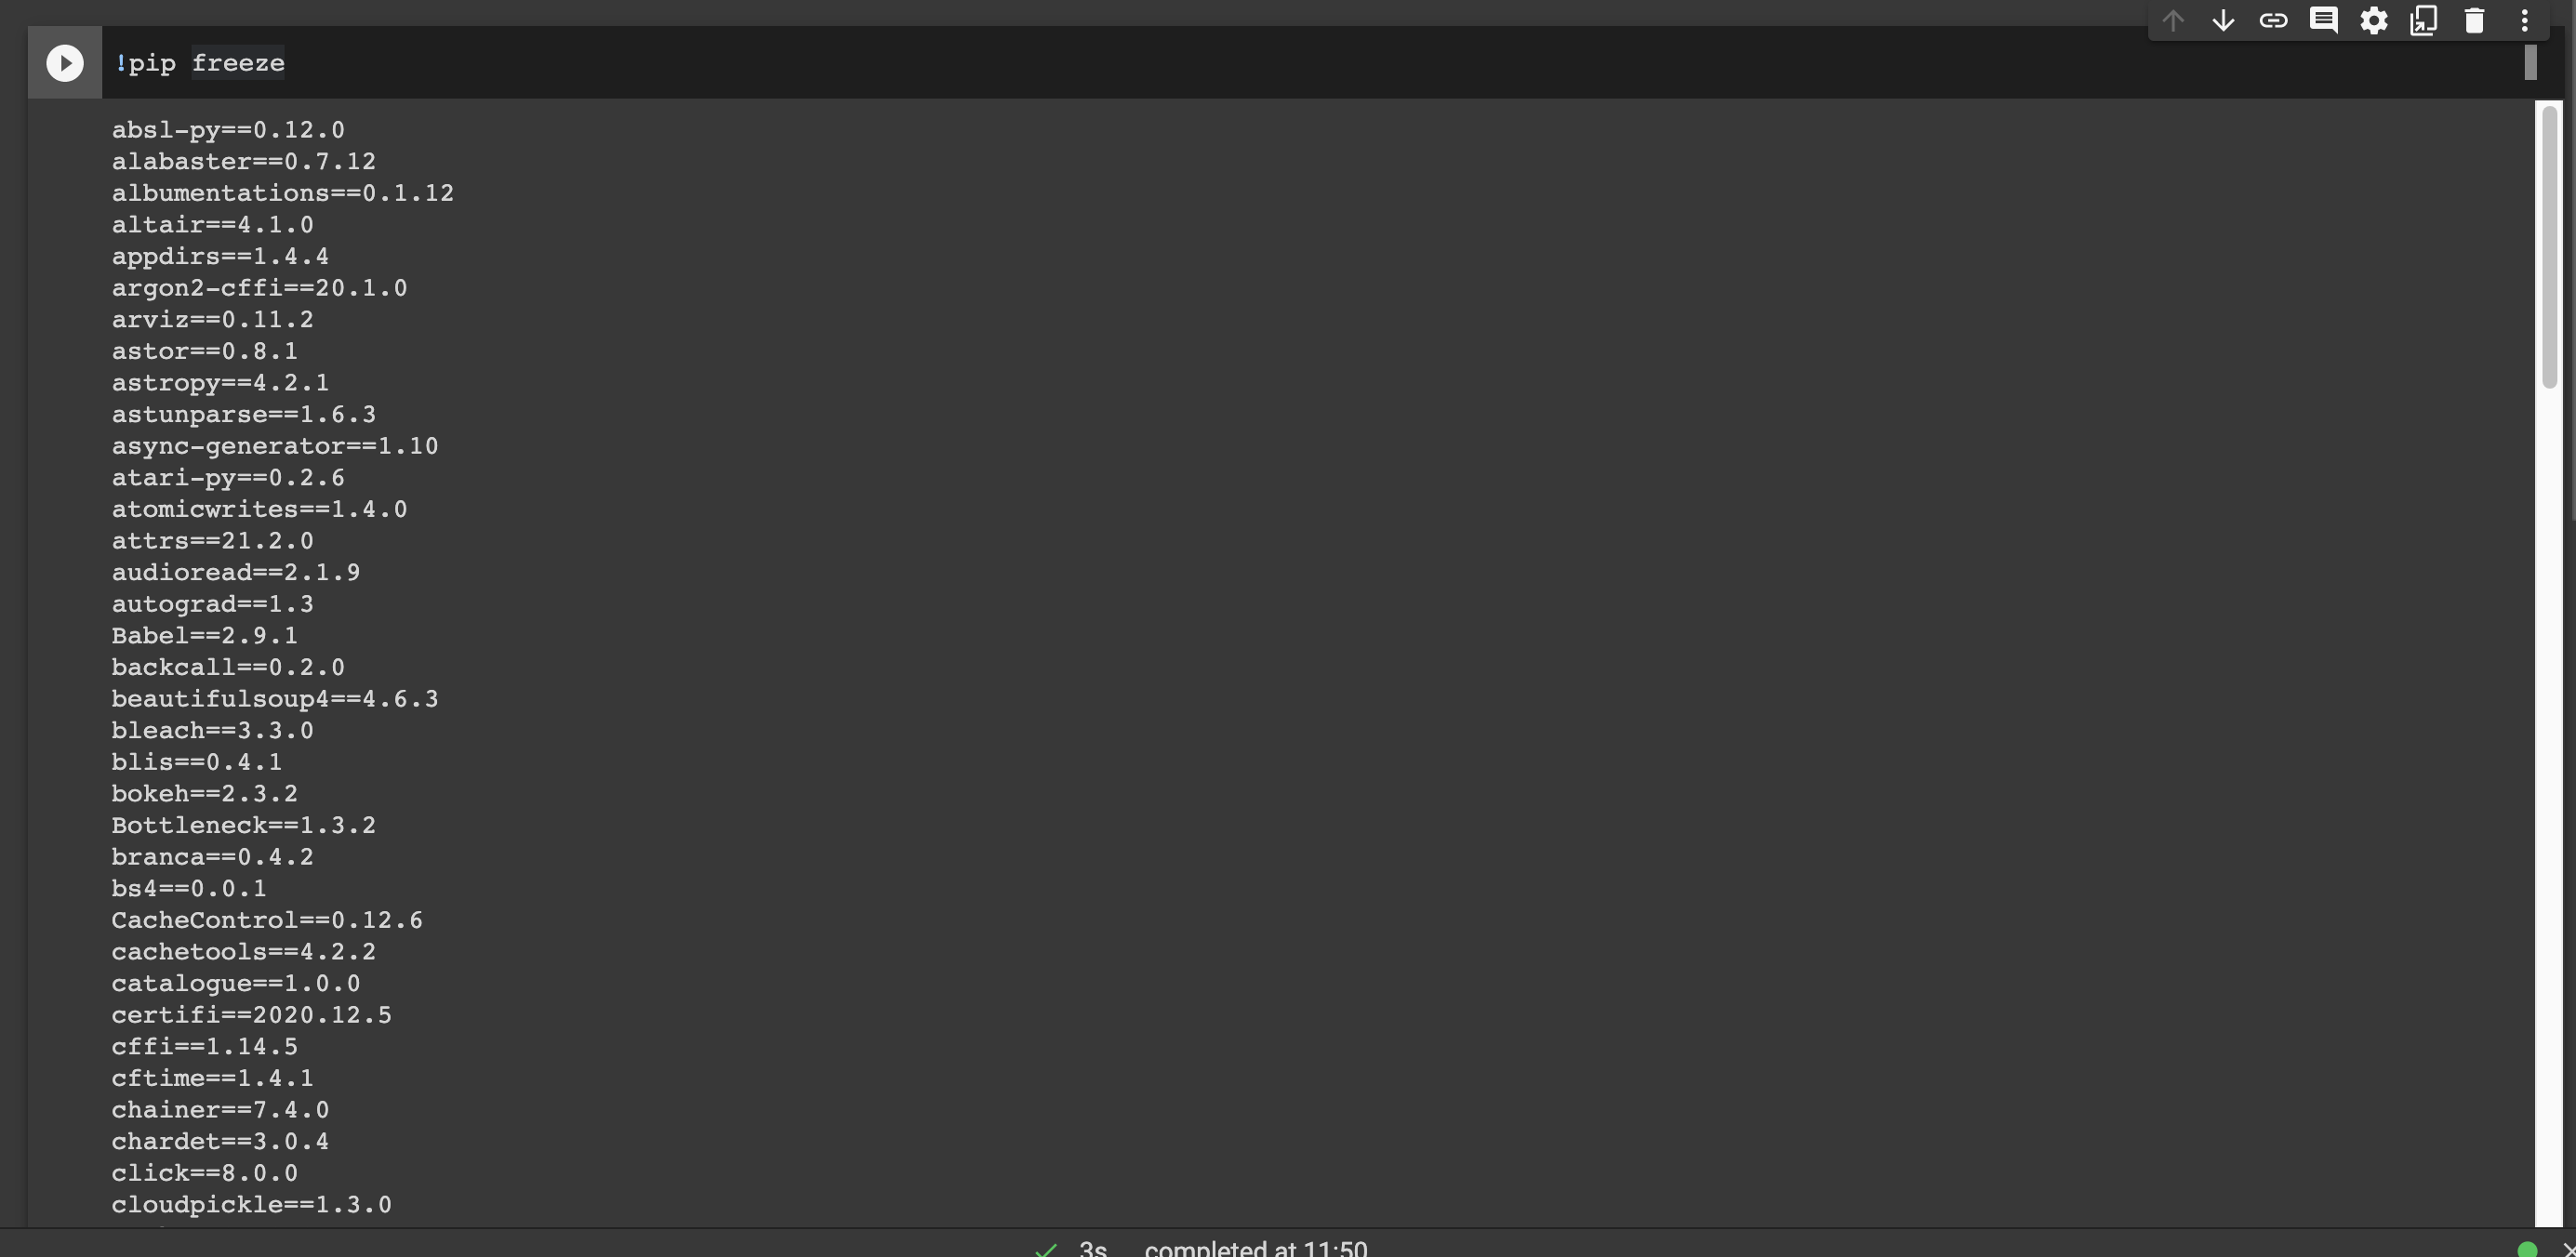 !pip freeze
absl-py==0.12.0
alabaster==0.7.12
albumentations==0.1.12
altair==4.1.0
appdirs==1.4.4
argon2-cffi==20.1.0
arviz==0.11.2
astor==0.8.1
astropy==4.2.1
astunparse==1.6.3
async-generator==1.10
atari-py==0.2.6
atomicwrites==1.4.0
attrs==21.2.0
audioread==2.1.9
autograd==1.3
Babel==2.9.1
backcall==0.2.0
beautifulsoup4==4.6.3
bleach==3.3.0
blis==0.4.1
bokeh==2.3.2
Bottleneck==1.3.2
branca==0.4.2
bs4==0.0.1
CacheControl==0.12.6
cachetools==4.2.2
catalogue==1.0.0
certifi==2020.12.5
cffi==1.14.5
cftime==1.4.1
chainer==7.4.0
chardet==3.0.4
click==8.0.0
cloudpickle==1.3.0
3s completed at 11:50